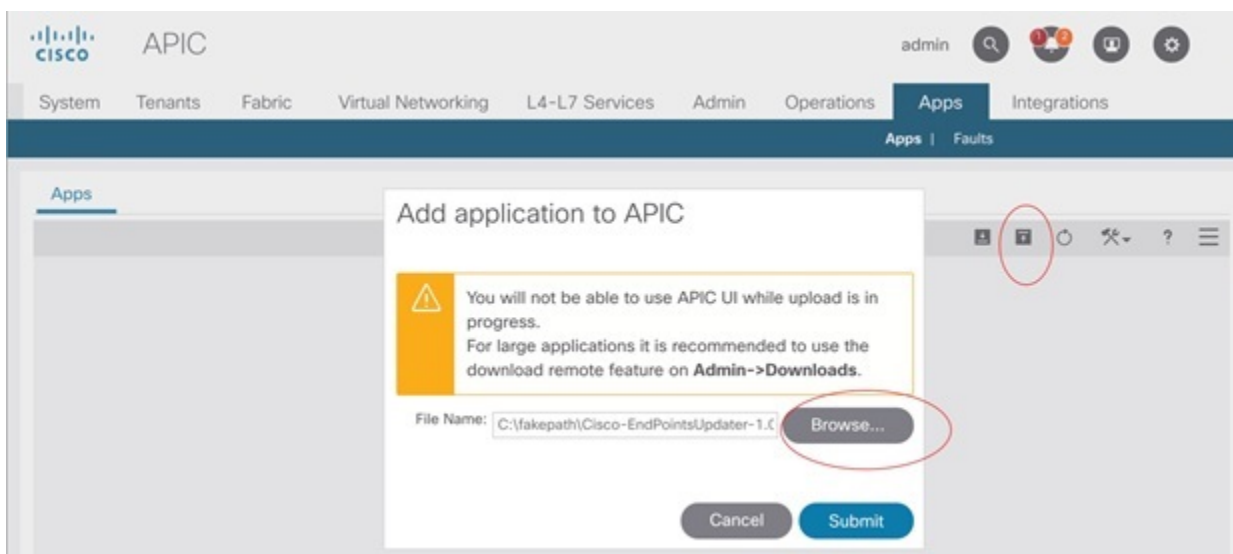 CISCO APIC admin 1 2
System Tenants Fabric Virtual Networking L4-L7 Services Admin Operations Apps Integrations
Apps | Faults
Apps
Add application to APIC
?
You will not be able to use APIC UI while upload is in
progress.
For large applications it is recommended to use the
download remote feature on Admin->Downloads.
File Name: C:\fakepath\Cisco-EndPointsUpdater-1.0 Browse...
Cancel Submit